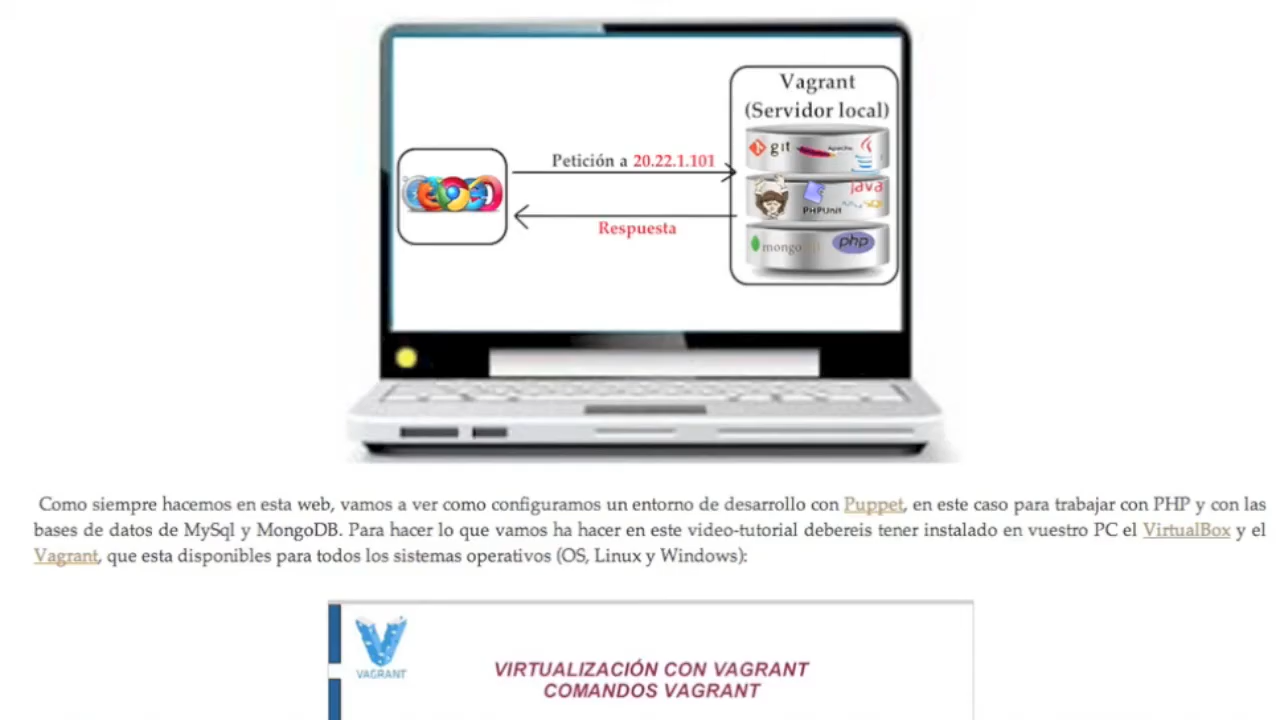 Vagrant
(Servidor local)
git
Apache
Petición a 20.22.1.101
Java
PHPUnit
Respuesta
mongo
php
Como siempre hacemos en esta web, vamos a ver como configuramos un entorno de desarrollo con Puppet, en este caso para trabajar con PHP y con las
bases de datos de MySql y MongoDB. Para hacer lo que vamos ha hacer en este video-tutorial debereis tener instalado en vuestro PC el VirtualBox y el
Vagrant, que esta disponibles para todos los sistemas operativos (OS, Linux y Windows):
VAGRANT
VIRTUALIZACIÓN CON VAGRANT
COMANDOS VAGRANT